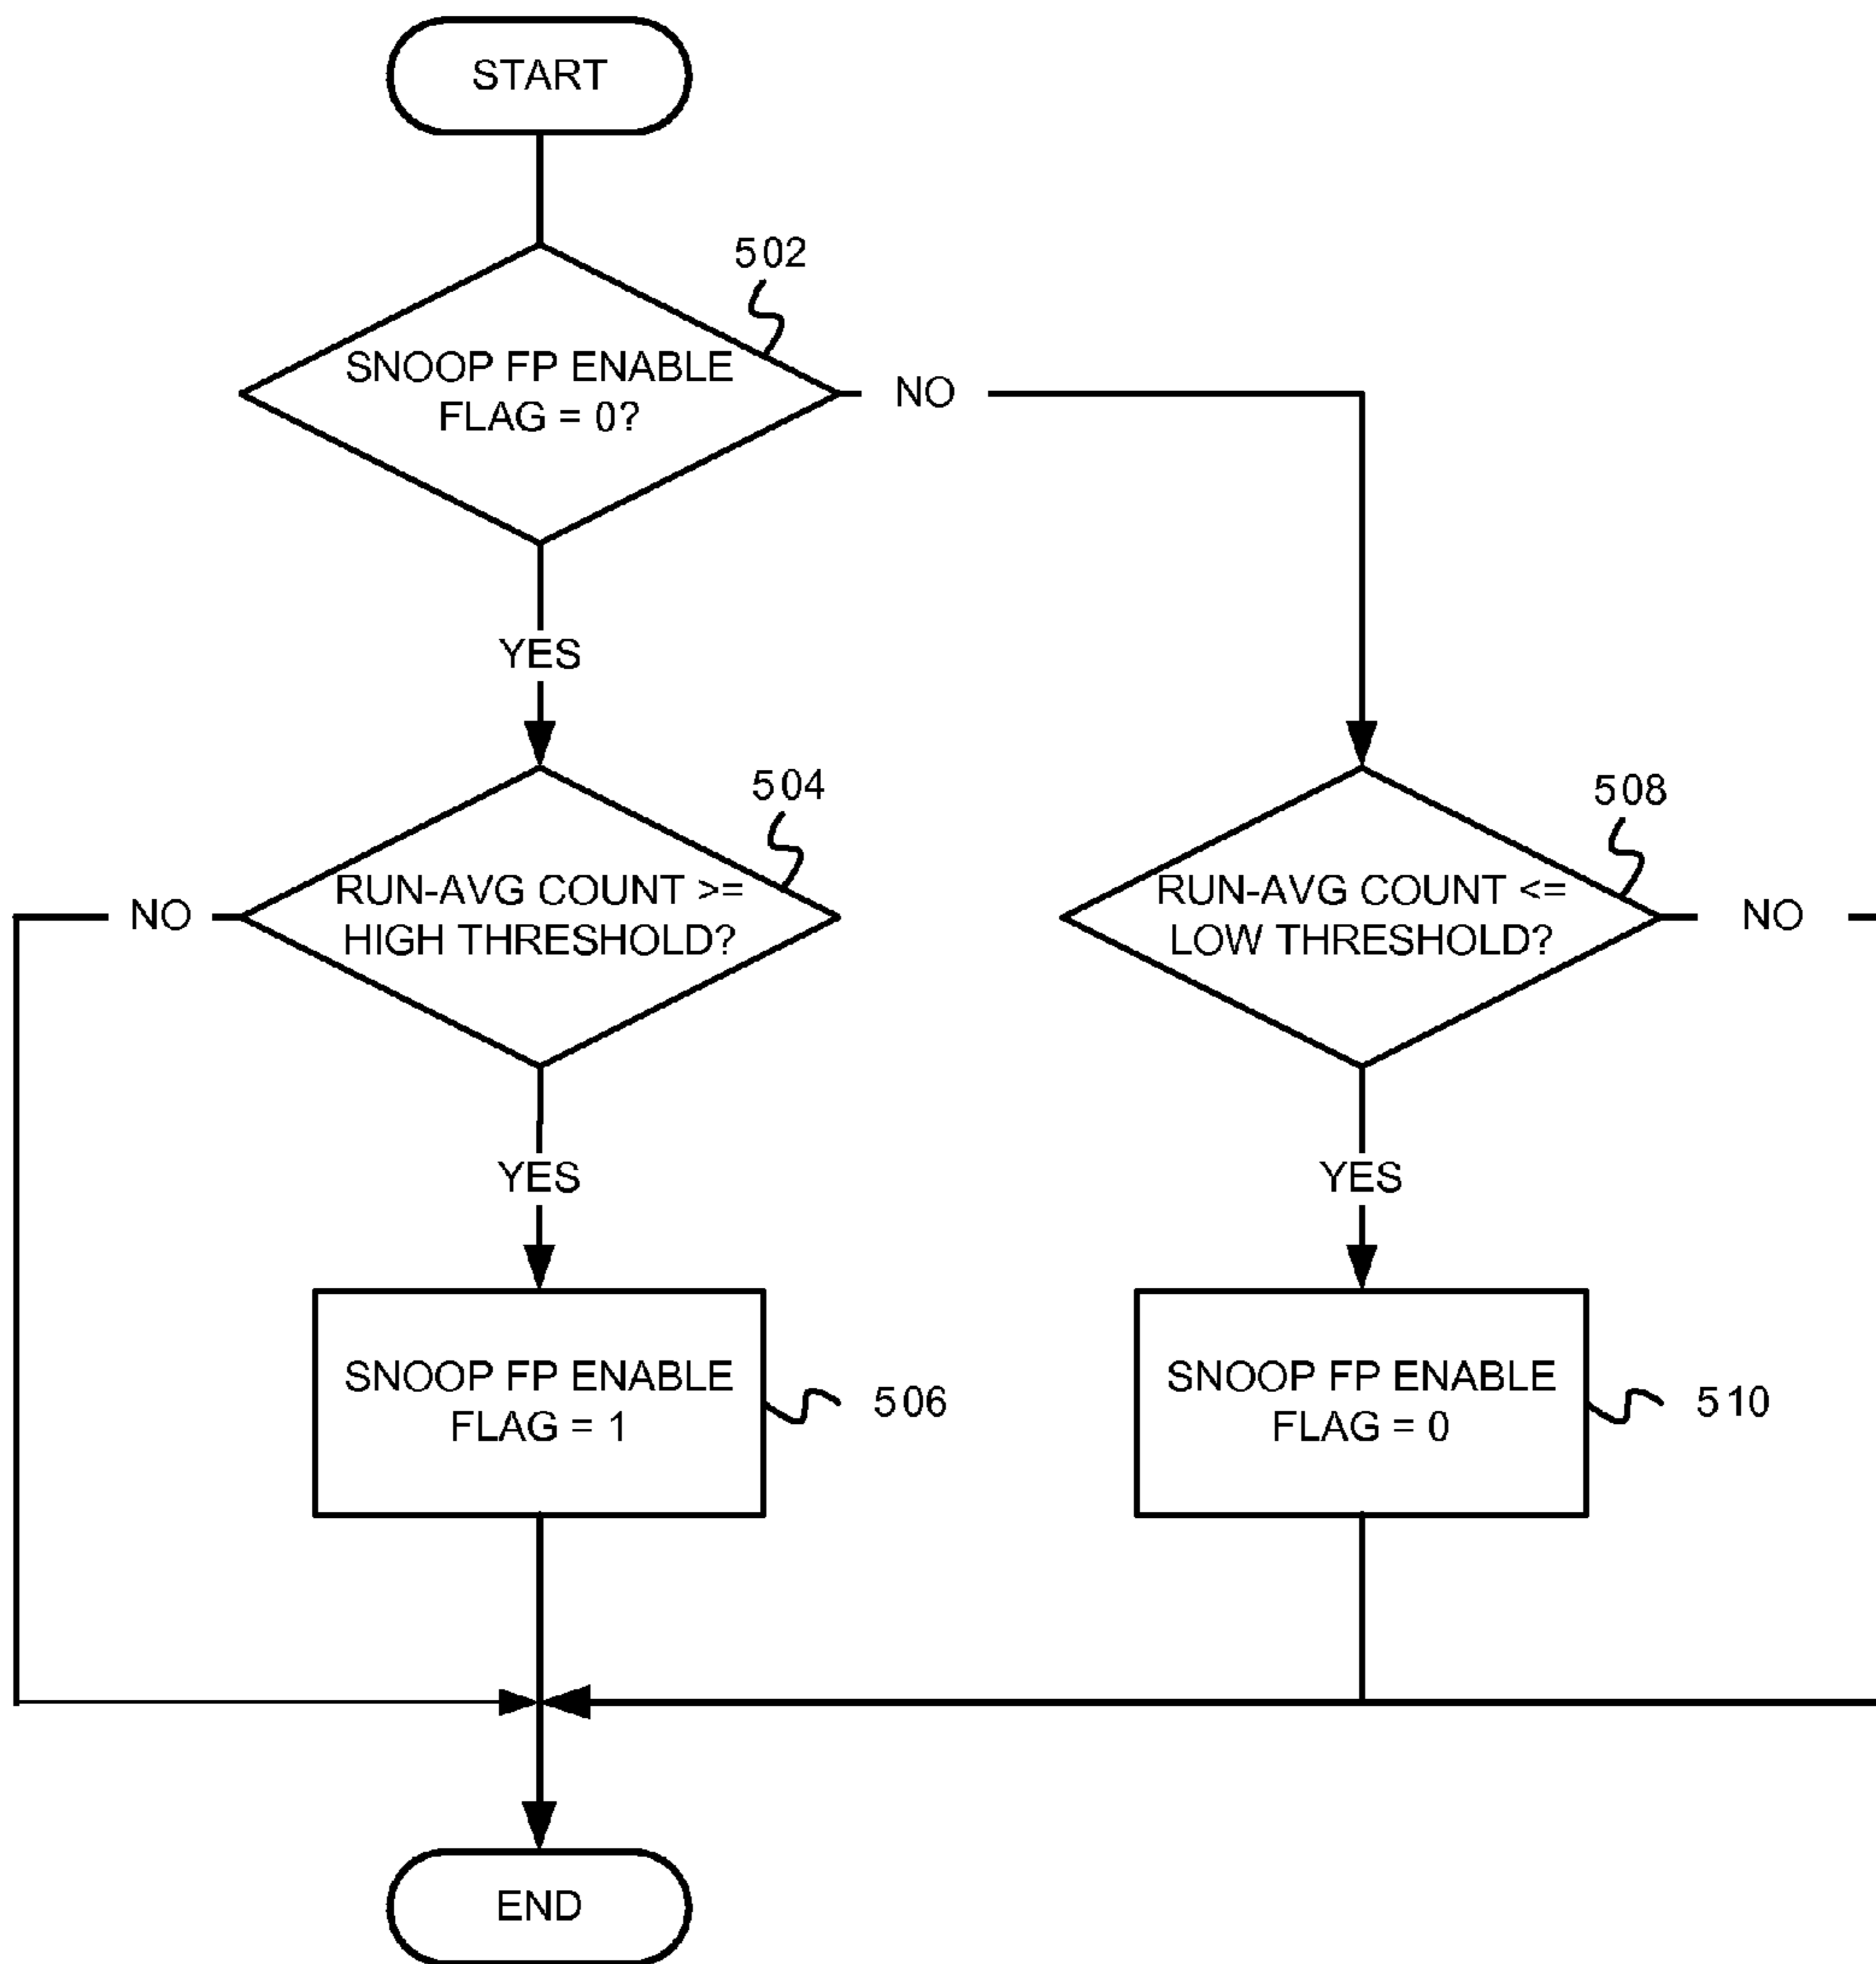 START
502
SNOOP FP ENABLE
FLAG = 0?
NO
YES
504
RUN-AVG COUNT >=
HIGH THRESHOLD?
NO
508
RUN-AVG COUNT <=
LOW THRESHOLD?
NO
YES
YES
SNOOP FP ENABLE
FLAG = 1
506
SNOOP FP ENABLE
FLAG = 0
510
END